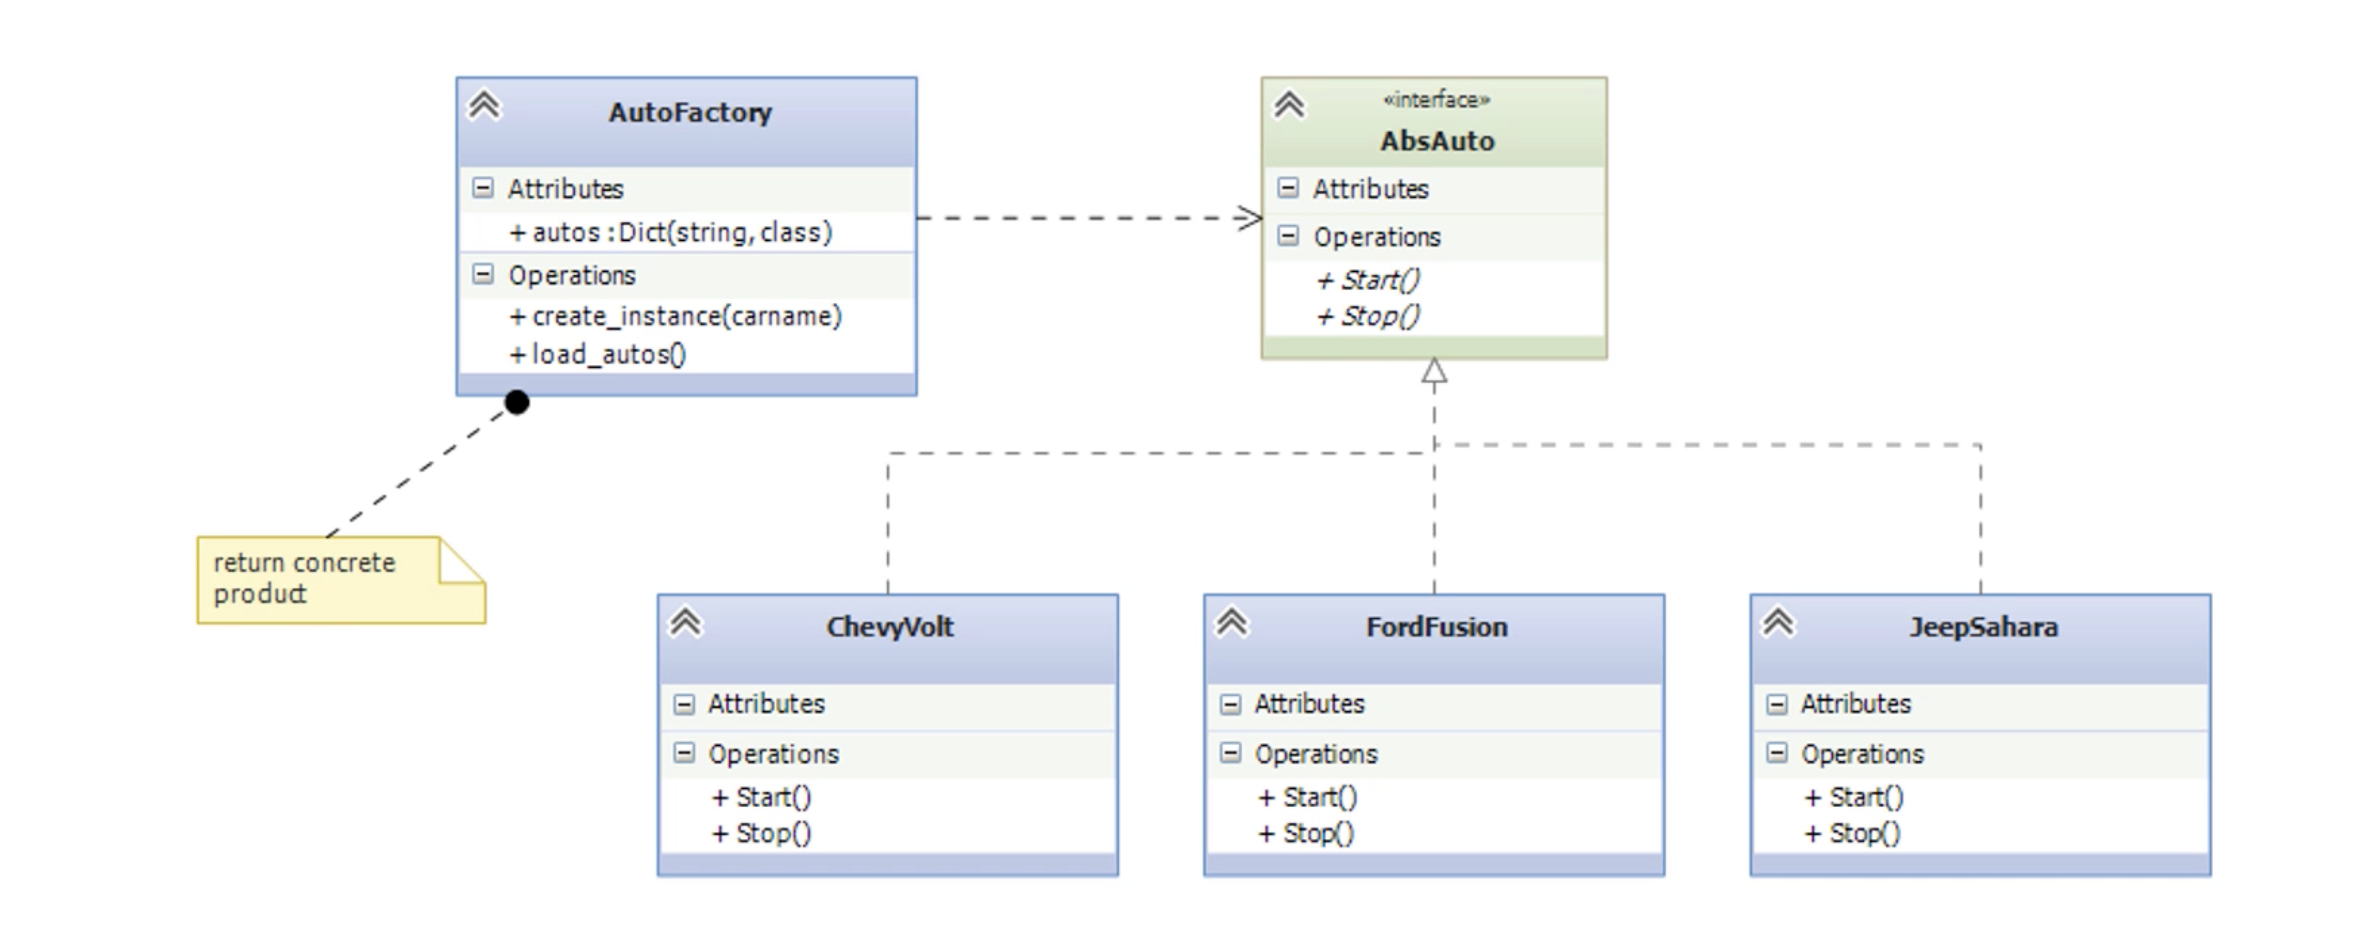 AutoFactory
Attributes
+ autos : Dict(string, class)
Operations
+ create_instance(carname)
+ load_autos()
«interface»
AbsAuto
Attributes
Operations
+ Start()
+ Stop()
return concrete
product
ChevyVolt
Attributes
Operations
+ Start()
+ Stop()
FordFusion
Attributes
Operations
+ Start()
+ Stop()
JeepSahara
Attributes
Operations
+ Start()
+ Stop()